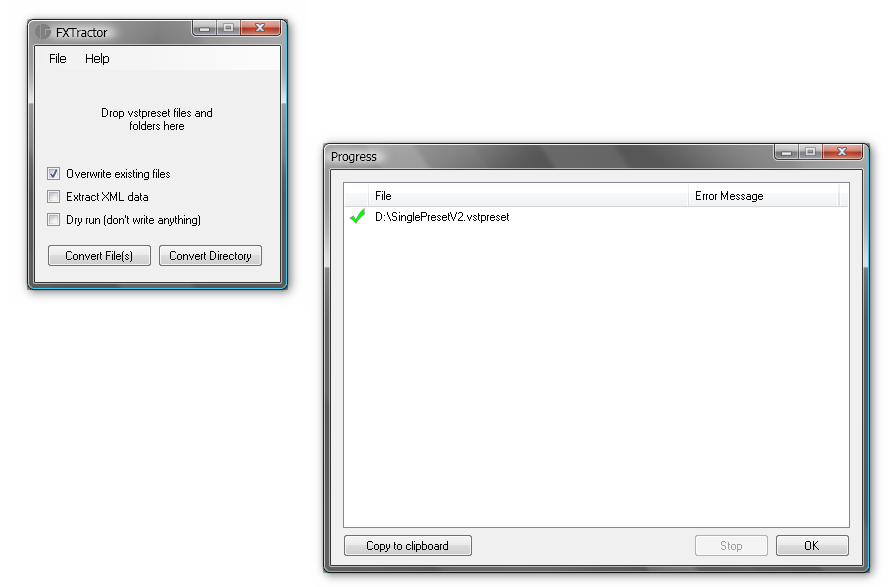 FXTractor
File Help
Drop vstpreset files and
folders here
Overwrite existing files
Extract XML data
Dry run (don't write anything)
Convert File(s) Convert Directory
Progress
File Error Message
D:\SinglePresetV2.vstpreset
Copy to clipboard Stop OK